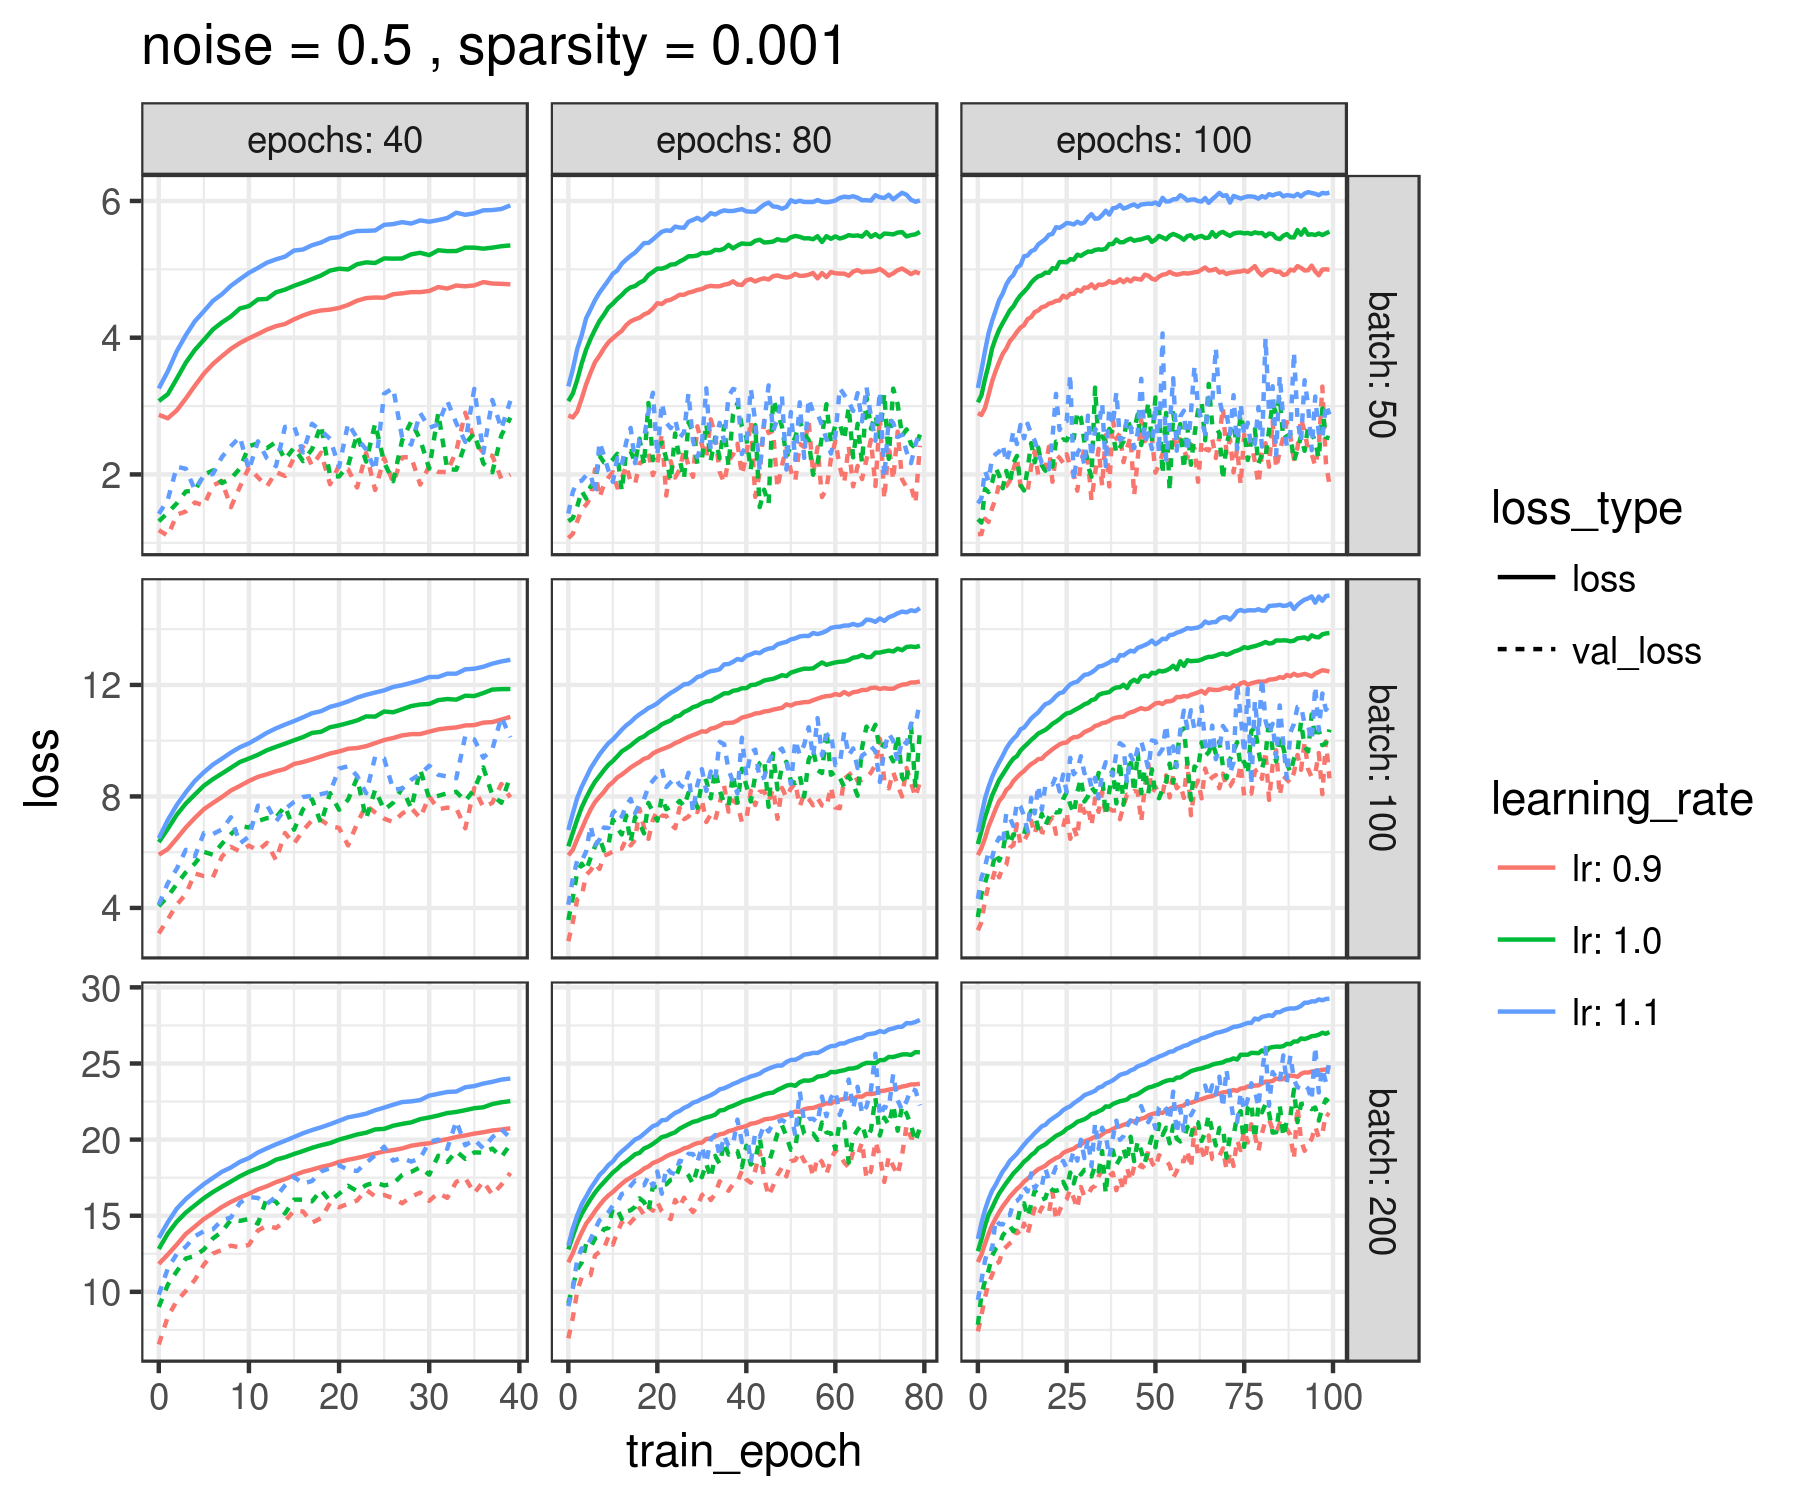 noise = 0.5 , sparsity = 0.001
epochs: 40
epochs: 80
epochs: 100
6
4
2
batch: 50
12
8
4
batch: 100
30
25
20
15
10
batch: 200
0 10 20 30 40
0 20 40 60 80
0 25 50 75 100
train_epoch
loss
loss_type
loss
val_loss
learning_rate
lr: 0.9
lr: 1.0
lr: 1.1